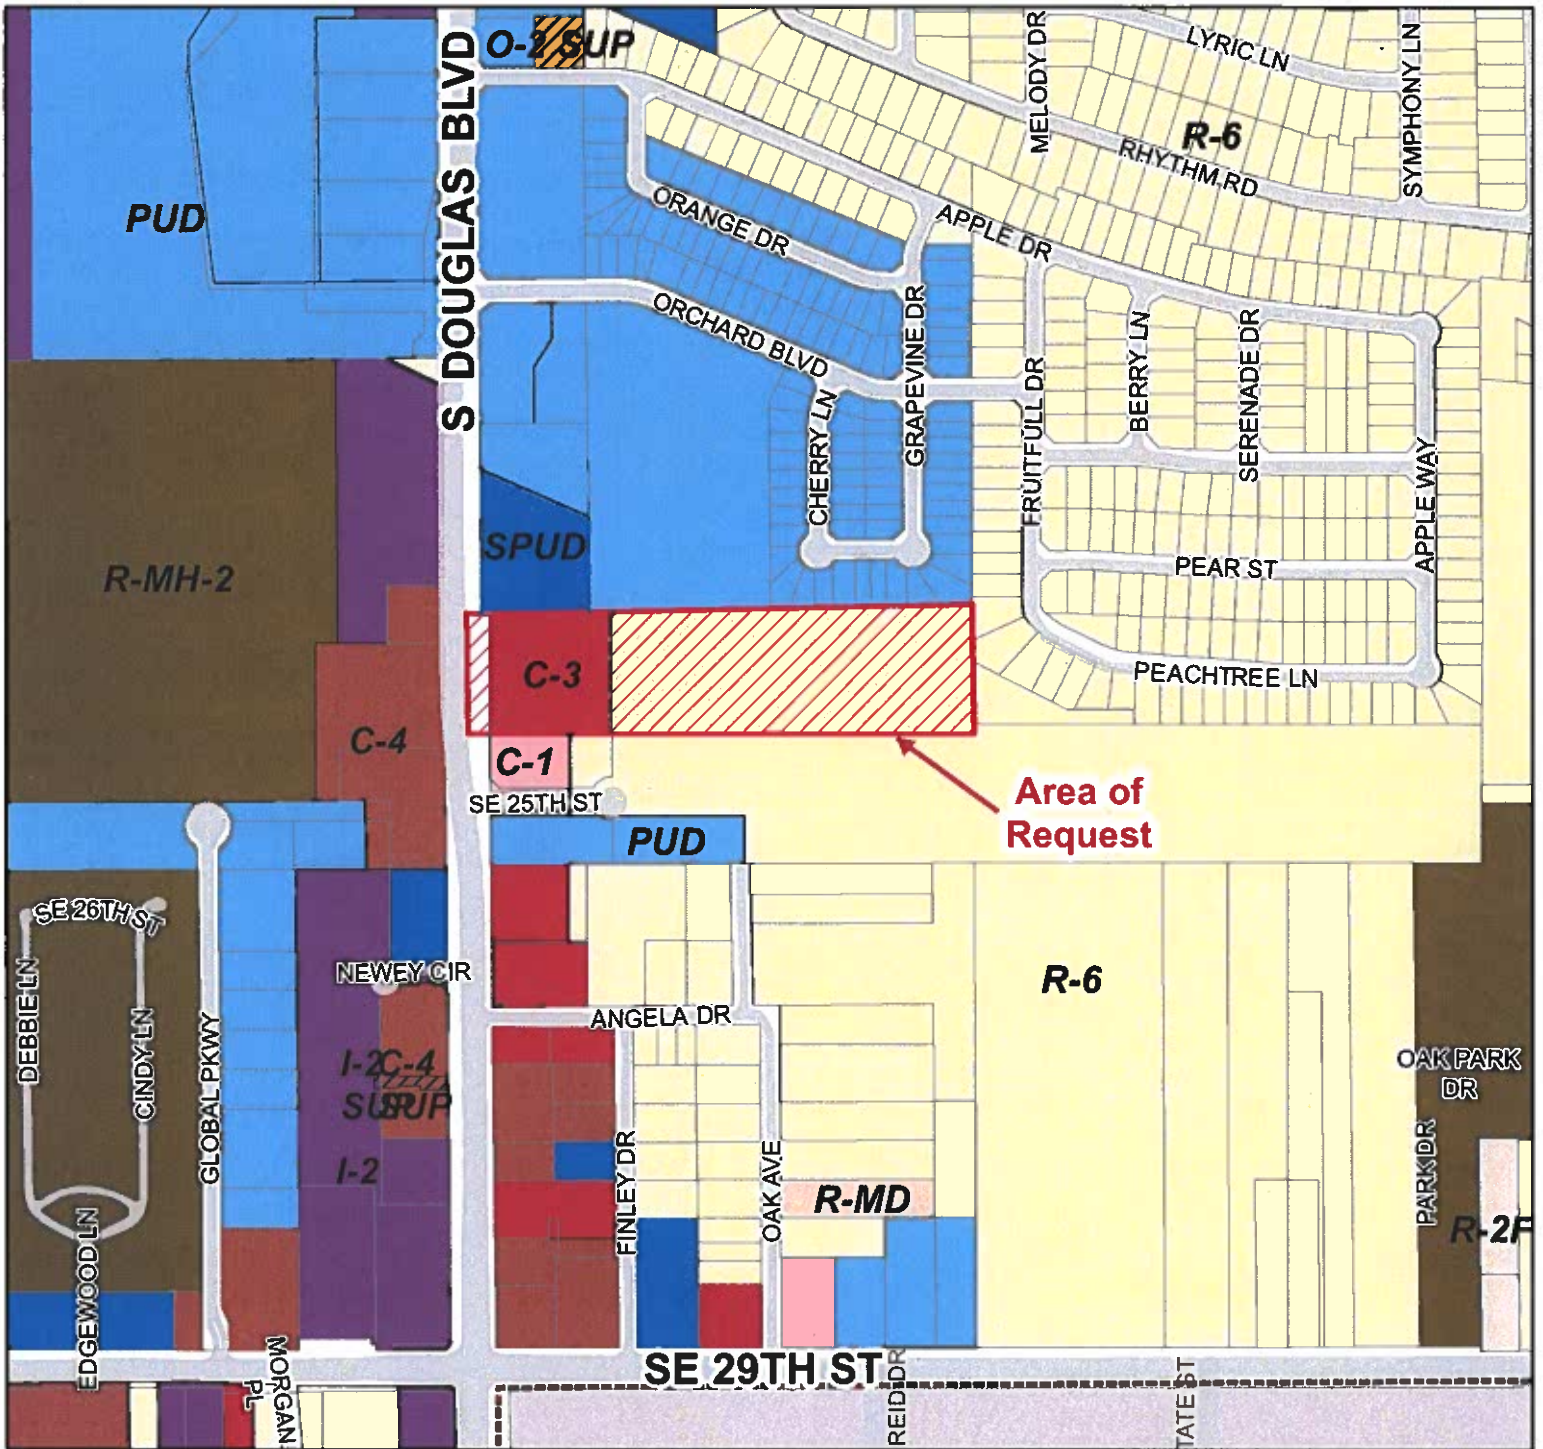 O-2 SUP
LYRIC LN
MELODY DR
SYMPHONY LN
R-6
RHYTHM RD
S DOUGLAS BLVD
PUD
ORANGE DR
APPLE DR
ORCHARD BLVD
GRAPEVINE DR
CHERRY LN
FRUITFULL DR
BERRY LN
SERENADE DR
APPLE WAY
SPUD
R-MH-2
PEAR ST
PEACHTREE LN
C-3
C-4
C-1
SE 25TH ST
Area of
Request
PUD
SE 26TH ST
DEBBIE LN
CINDY LN
GLOBAL PKWY
NEWEY CIR
R-6
ANGELA DR
I-2
SUP
C-4
SUP
I-2
OAK PARK
DR
PARK DR
FINLEY DR
OAK AVE
R-MD
R-2F
EDGEWOOD LN
MORGAN
PL
SE 29TH ST
REID DR
TATE ST